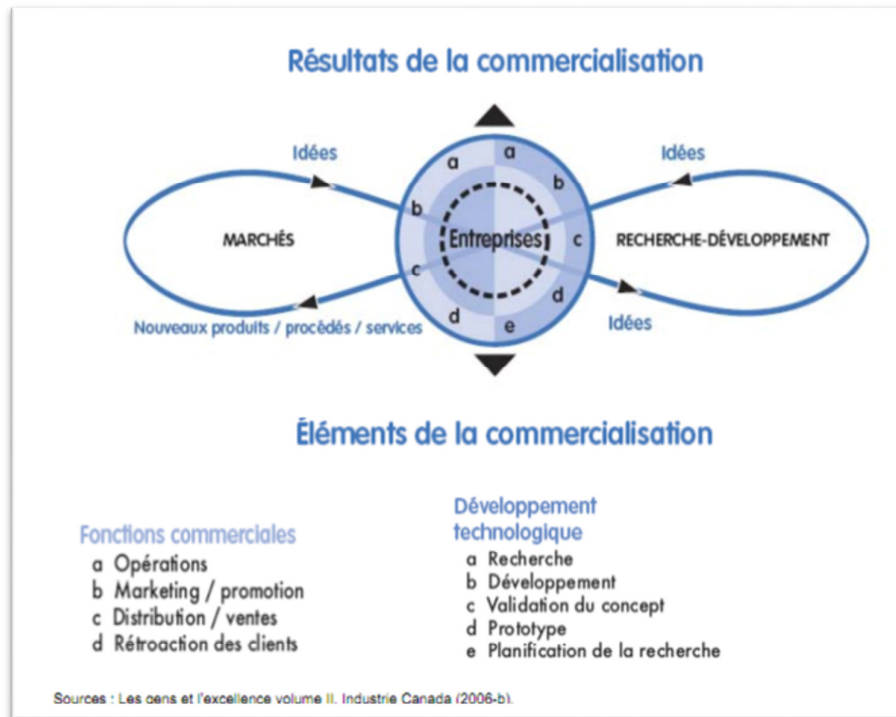 Résultats de la commercialisation
Idées
Idées
a
a
b
b
MARCHÉS
Entreprises
c
RECHERCHE-DÉVELOPPEMENT
c
d
d
e
Nouveaux produits / procédés / services
Idées
Éléments de la commercialisation
Fonctions commerciales
a Opérations
b Marketing / promotion
c Distribution / ventes
d Rétroaction des clients
Développement
technologique
a Recherche
b Développement
c Validation du concept
d Prototype
e Planification de la recherche
Sources : Les gens et l'excellence volume II. Industrie Canada (2006-b).